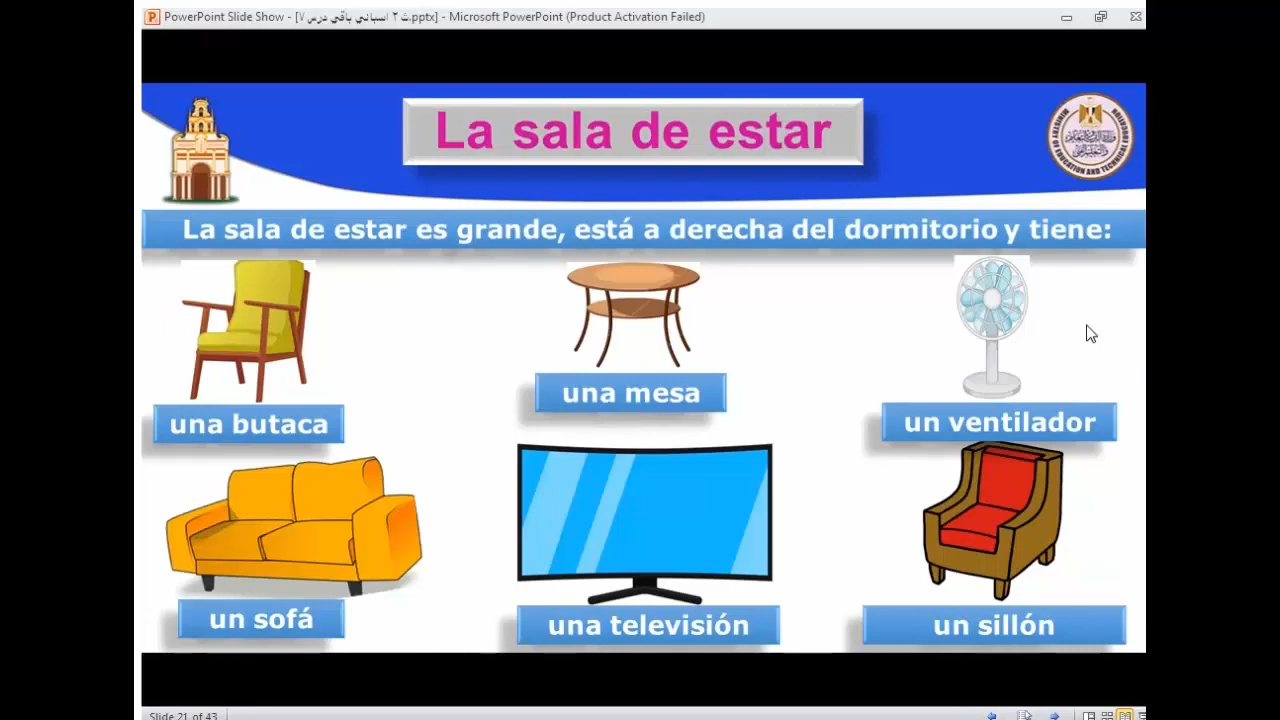 PowerPoint Slide Show - [ث ٢ اسباني باقي درس ٧.pptx] - Microsoft PowerPoint (Product Activation Failed)
La sala de estar
La sala de estar es grande, está a derecha del dormitorio y tiene:
una butaca
una mesa
un ventilador
un sofá
una televisión
un sillón
Slide 21 of 43